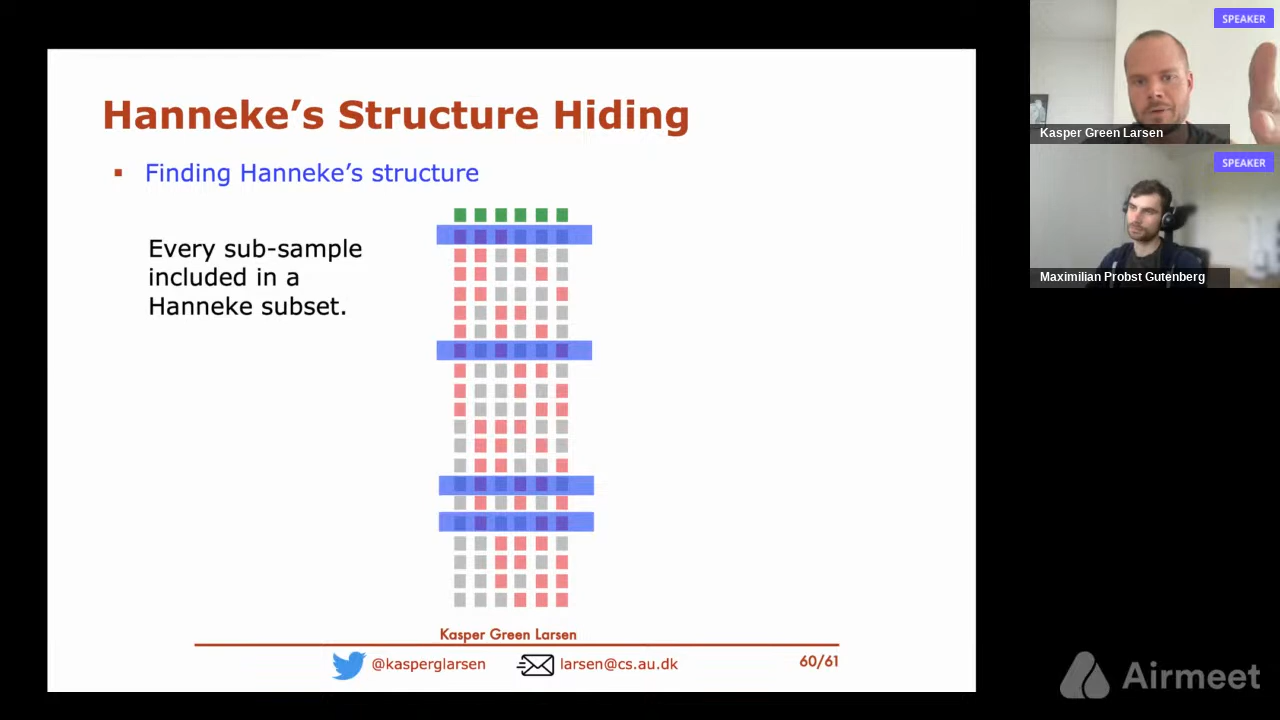 Hanneke's Structure Hiding
Finding Hanneke's structure
Every sub-sample
included in a
Hanneke subset.
Kasper Green Larsen
@kasperglarsen
larsen@cs.au.dk
60/61
SPEAKER
Kasper Green Larsen
SPEAKER
Maximilian Probst Gutenberg
Airmeet